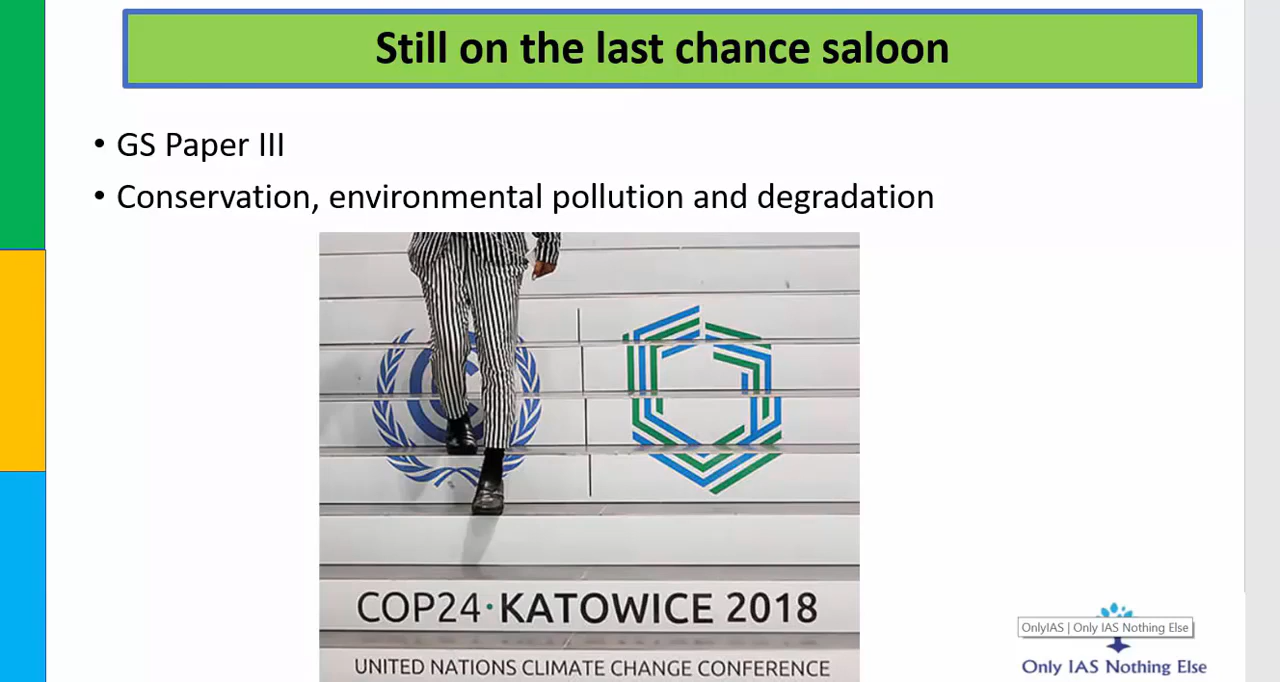 Still on the last chance saloon
• GS Paper III
• Conservation, environmental pollution and degradation
COP24·KATOWICE 2018
UNITED NATIONS CLIMATE CHANGE CONFERENCE
OnlyIAS | Only IAS Nothing Else
Only IAS Nothing Else